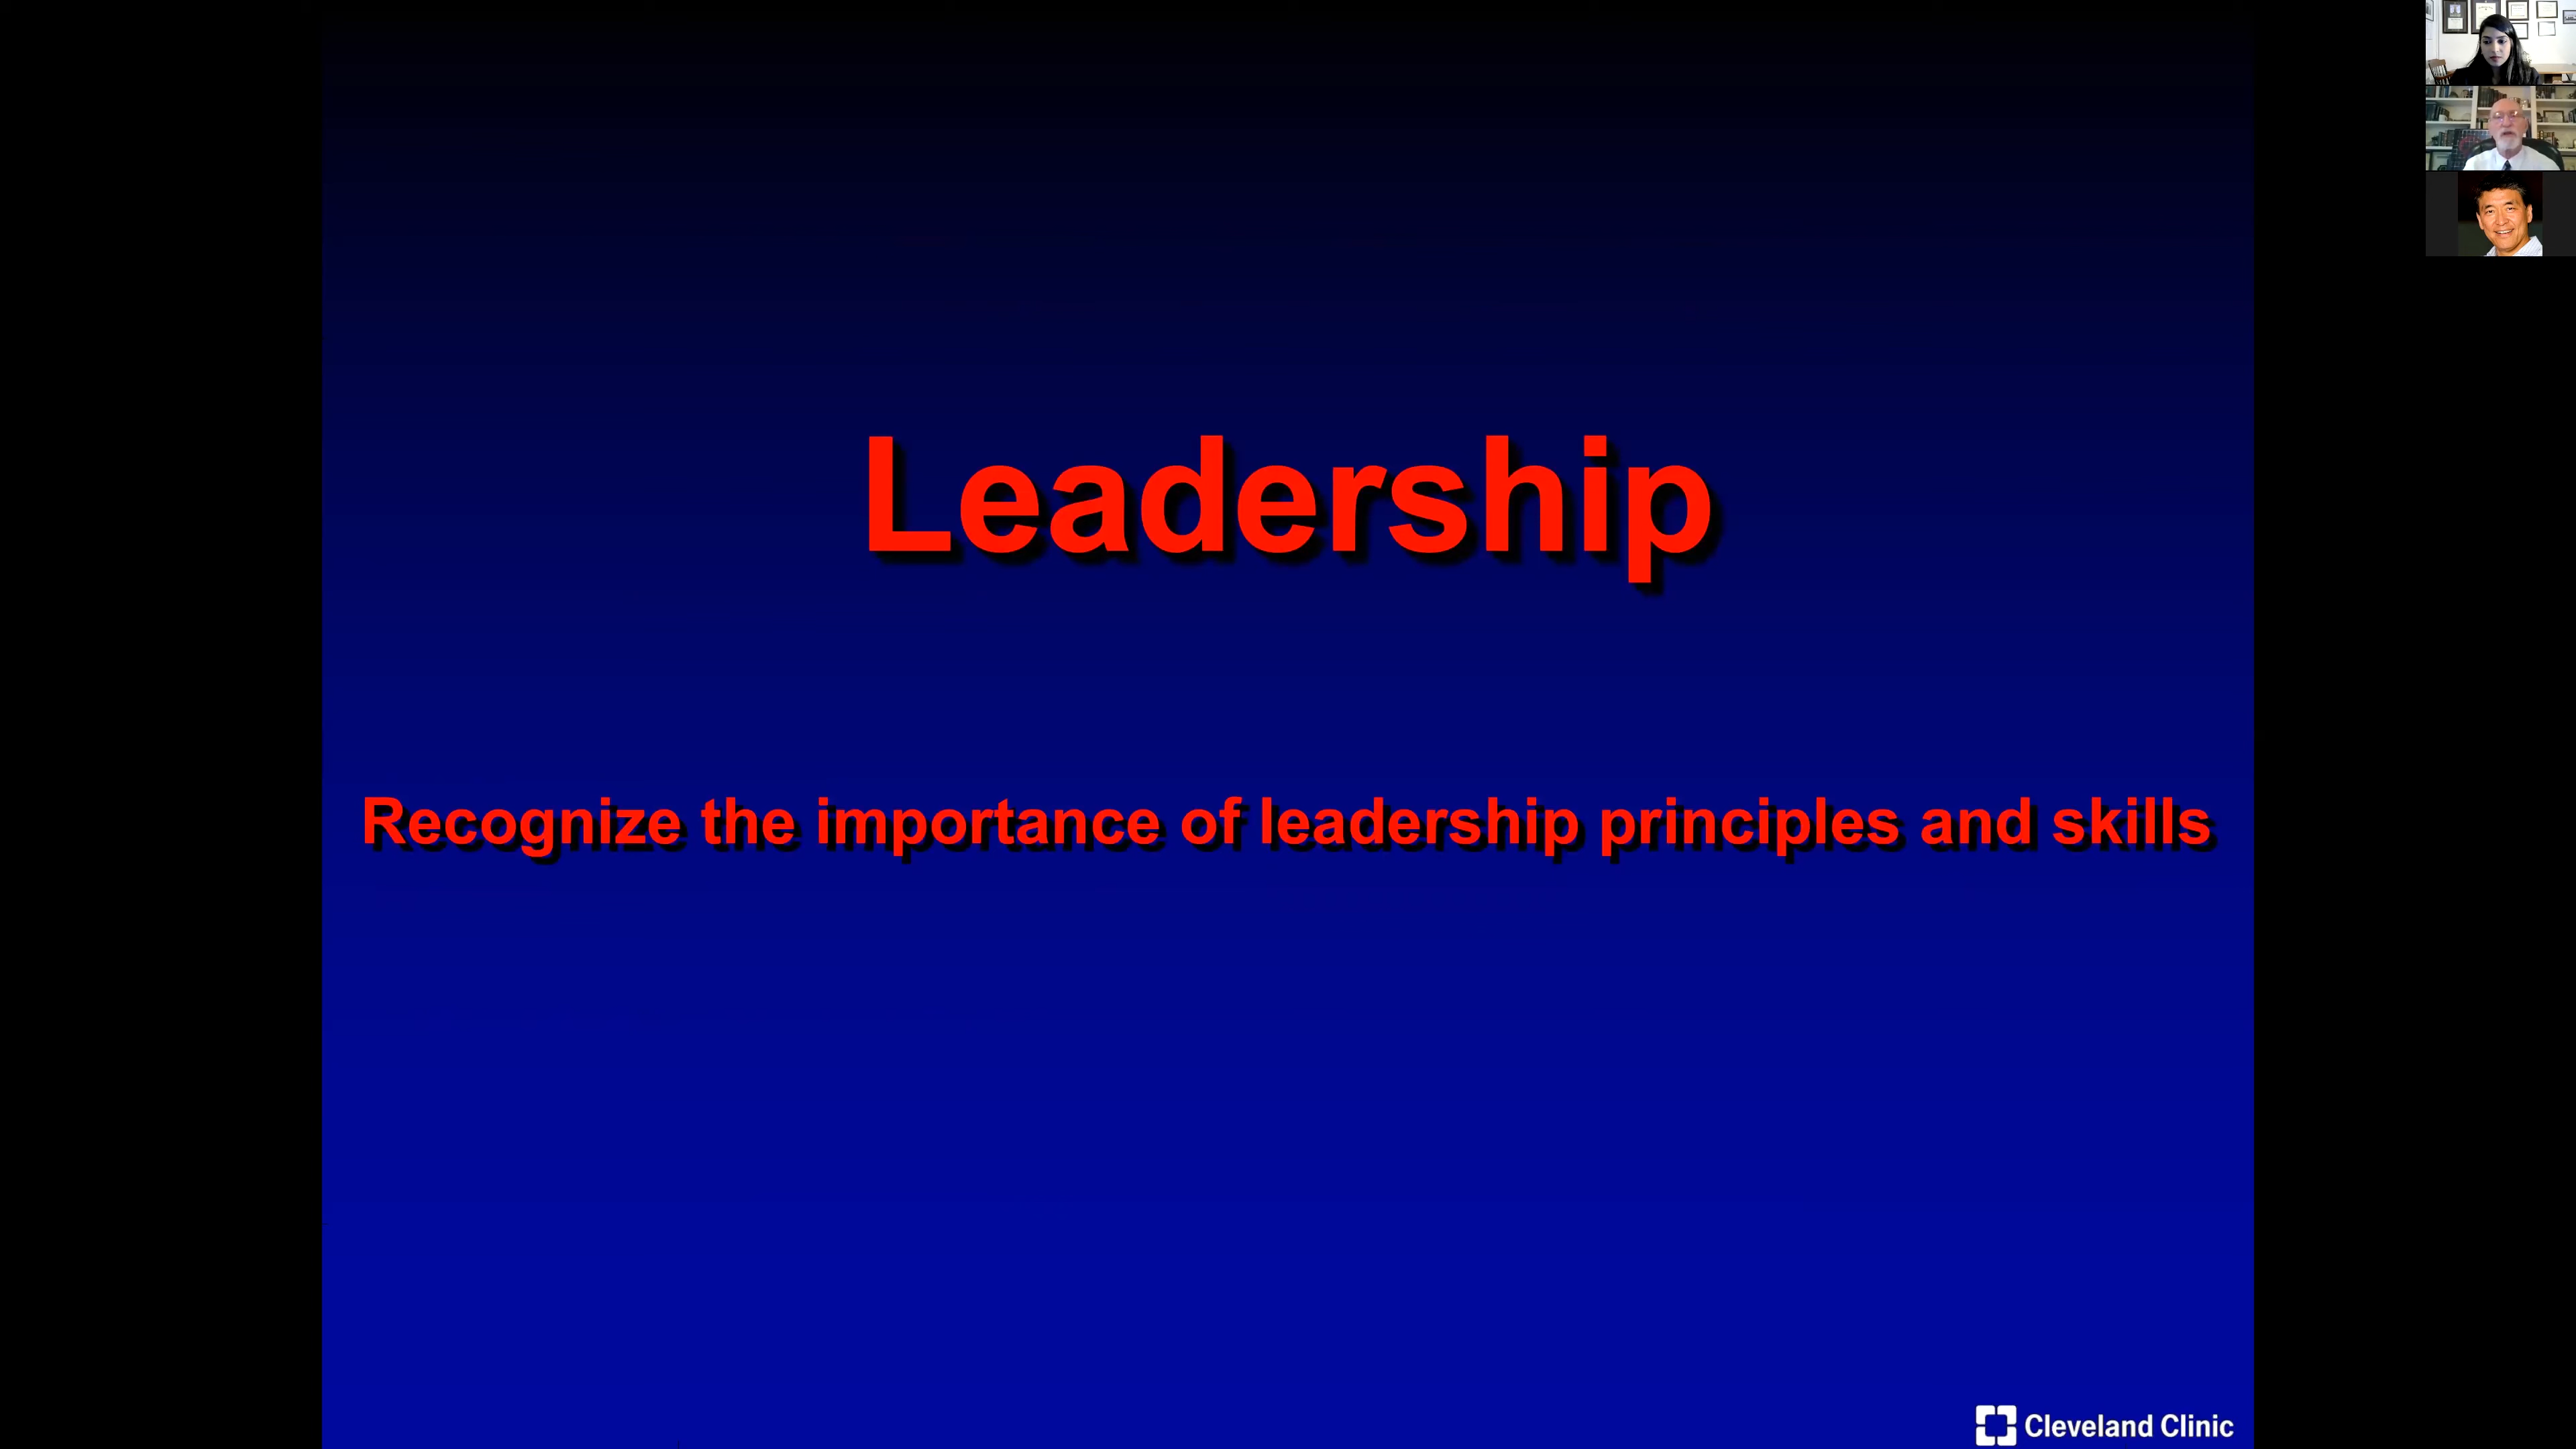 Leadership
Recognize the importance of leadership principles and skills
Cleveland Clinic